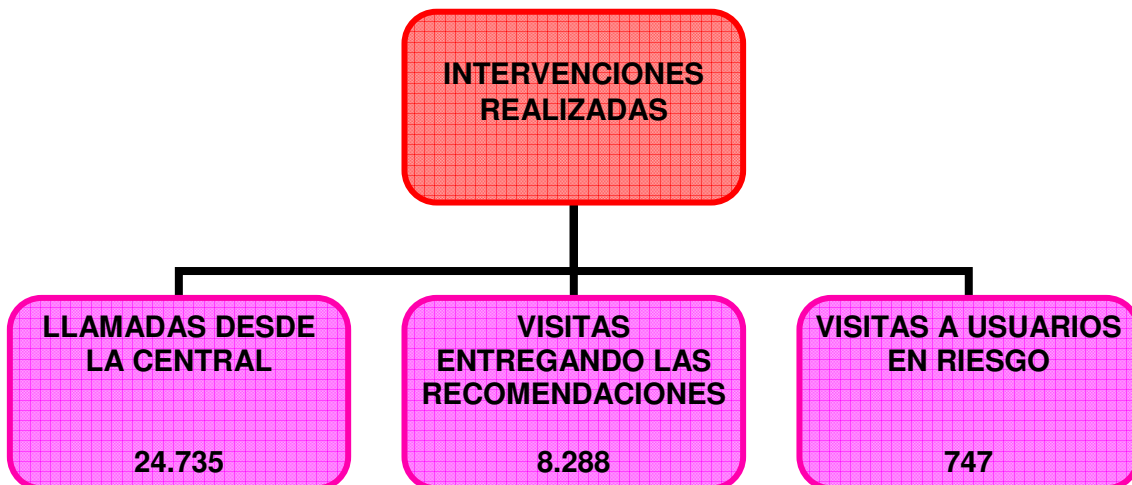 INTERVENCIONES
REALIZADAS
LLAMADAS DESDE
LA CENTRAL
24.735
VISITAS
ENTREGANDO LAS
RECOMENDACIONES
8.288
VISITAS A USUARIOS
EN RIESGO
747